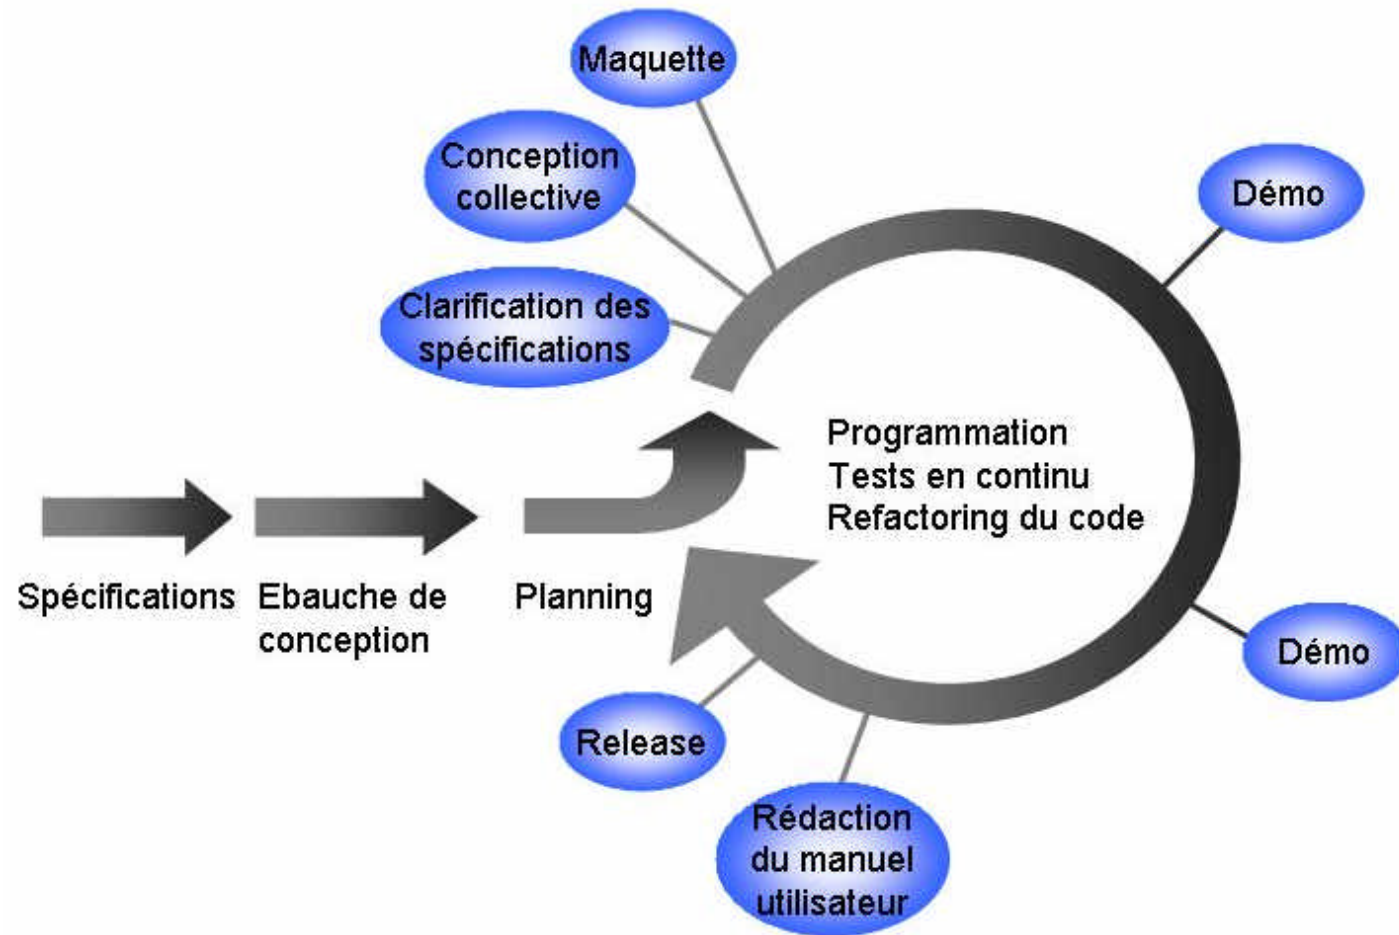 Maquette
Conception
collective
Démo
Clarification des
spécifications
Programmation
Tests en continu
Refactoring du code
Spécifications
Ebauche de
conception
Planning
Démo
Release
Rédaction
du manuel
utilisateur